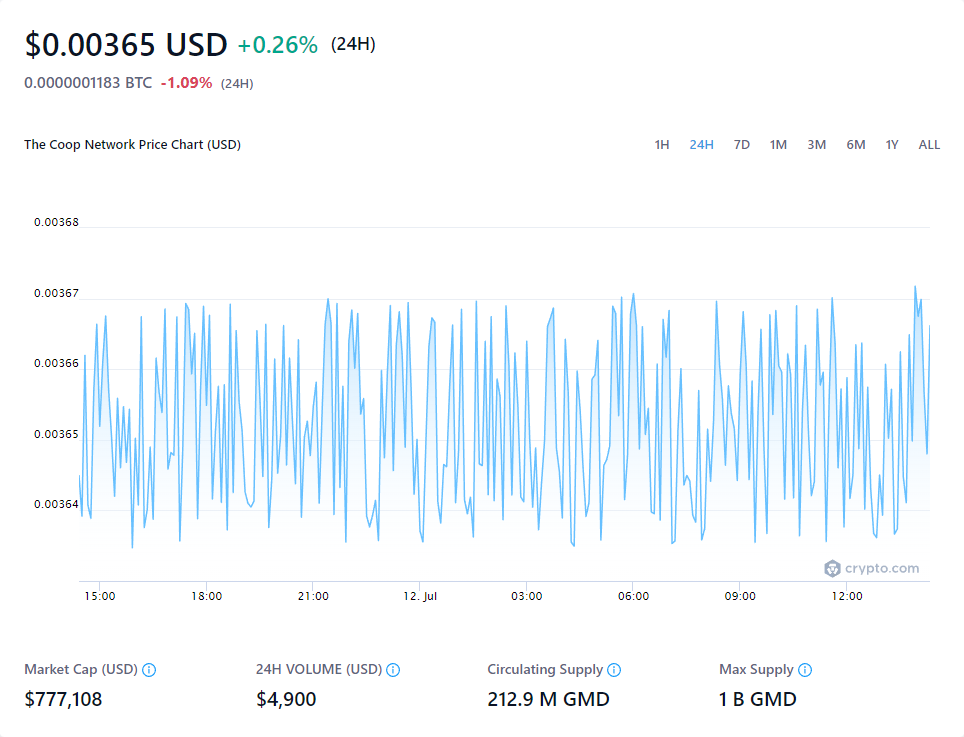 $0.00365 USD +0.26% (24H)
0.0000001183 BTC -1.09% (24H)
The Coop Network Price Chart (USD) 1H 24H 7D 1M 3M 6M 1Y ALL
0.00368
0.00367
0.00366
0.00365
0.00364
crypto.com
15:00 18:00 21:00 12. Jul 03:00 06:00 09:00 12:00
Market Cap (USD) 24H VOLUME (USD) Circulating Supply Max Supply
$777,108 $4,900 212.9 M GMD 1 B GMD